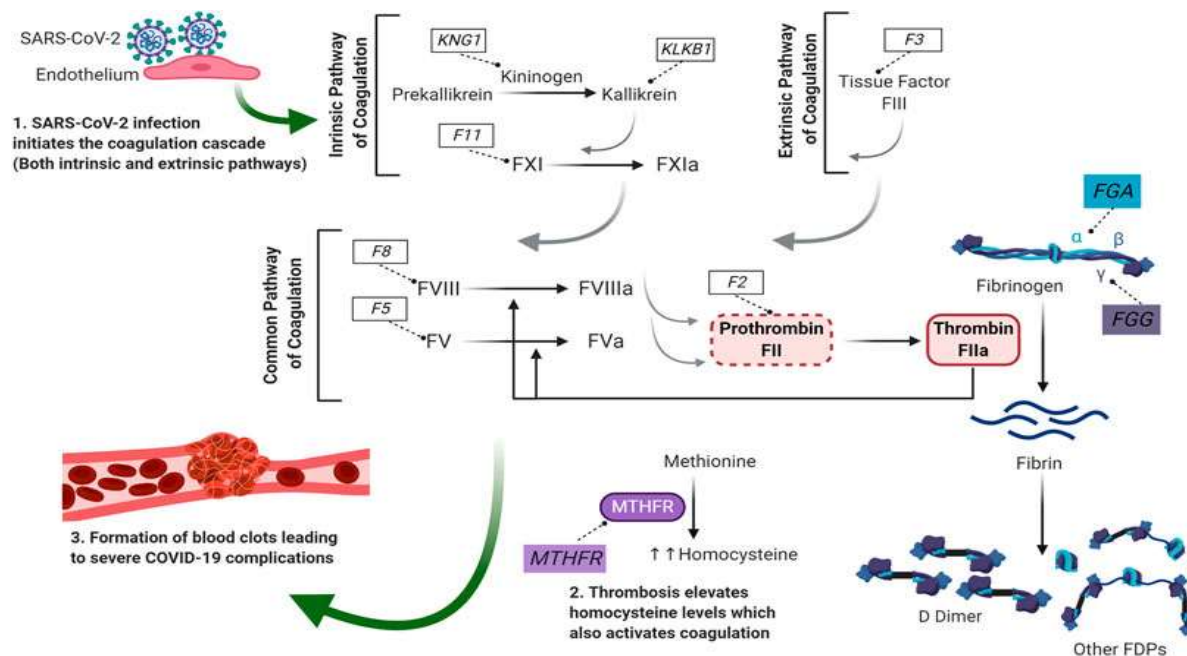 SARS-CoV-2
Endothelium
1. SARS-CoV-2 infection
initiates the coagulation cascade
(Both intrinsic and extrinsic pathways)
Inrinsic Pathway
of Coagulation
KNG1
Kininogen
KLKB1
Prekallikrein
Kallikrein
F11
FXI
FXIa
Extrinsic Pathway
of Coagulation
F3
Tissue Factor
FIII
Common Pathway
of Coagulation
F8
FVIII
FVIIIa
F5
FV
FVa
F2
Prothrombin
FII
Thrombin
FIIa
FGA
α
β
γ
Fibrinogen
FGG
Fibrin
D Dimer
Other FDPs
Methionine
MTHFR
MTHFR
↑ ↑ Homocysteine
2. Thrombosis elevates
homocysteine levels which
also activates coagulation
3. Formation of blood clots leading
to severe COVID-19 complications